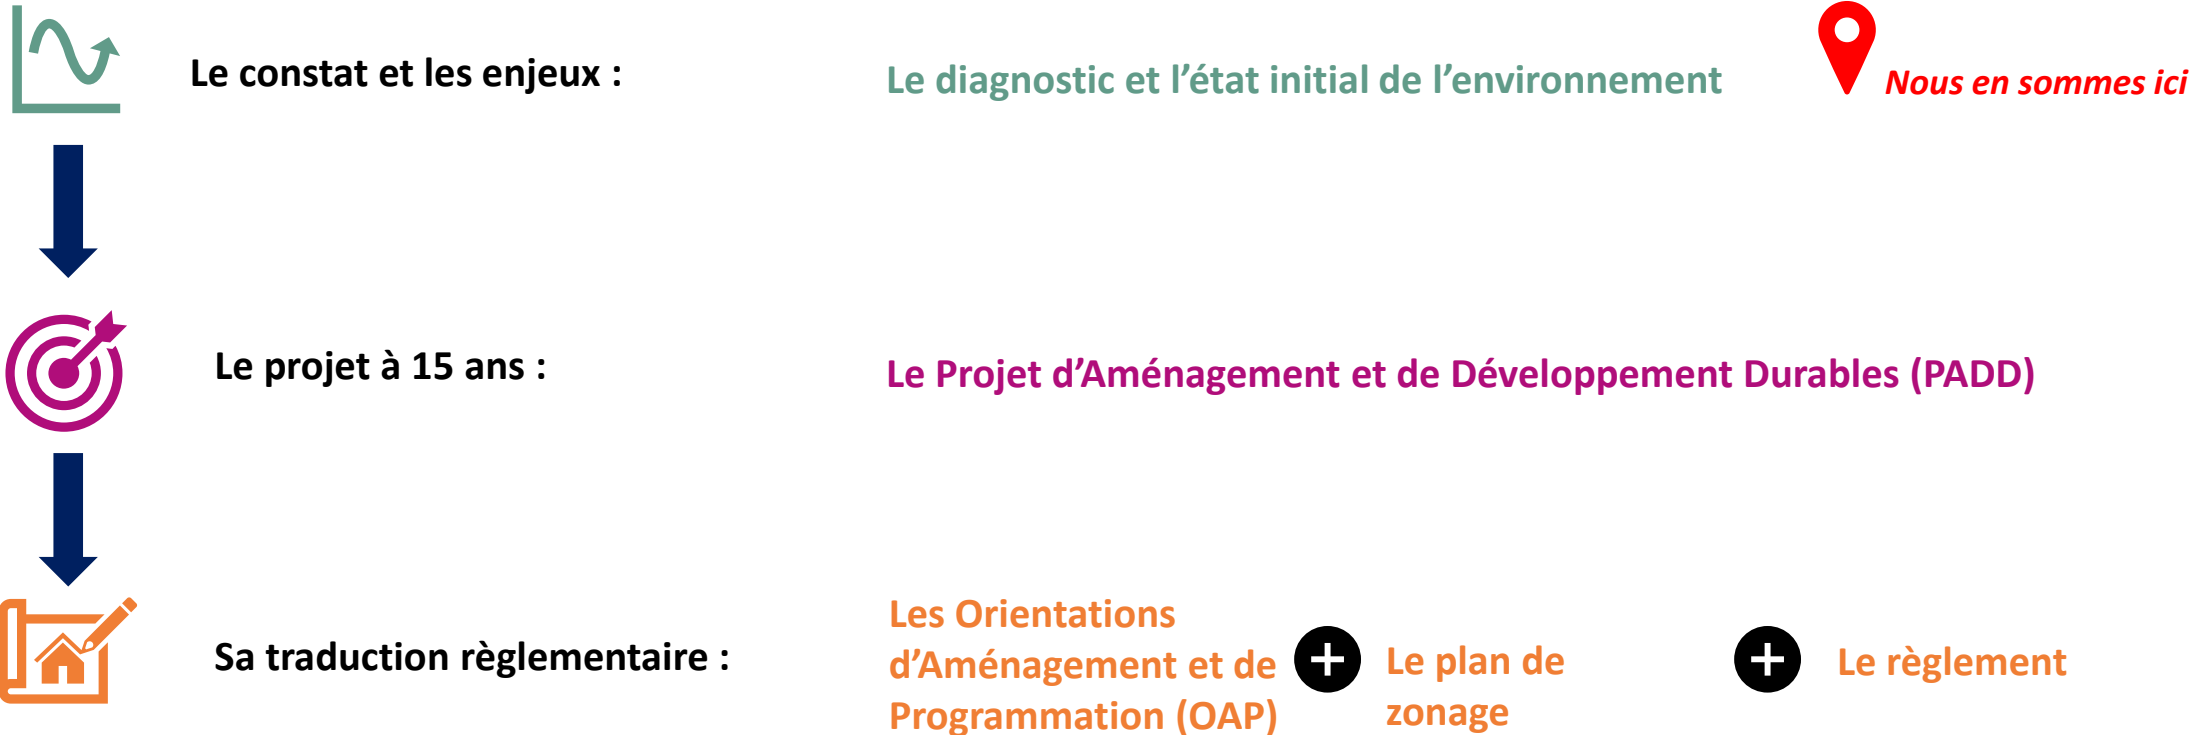 Le constat et les enjeux :
Le diagnostic et l’état initial de l’environnement
Nous en sommes ici
Le projet à 15 ans :
Le Projet d’Aménagement et de Développement Durables (PADD)
Sa traduction règlementaire :
Les Orientations
d’Aménagement et de
Programmation (OAP)
Le plan de
zonage
Le règlement